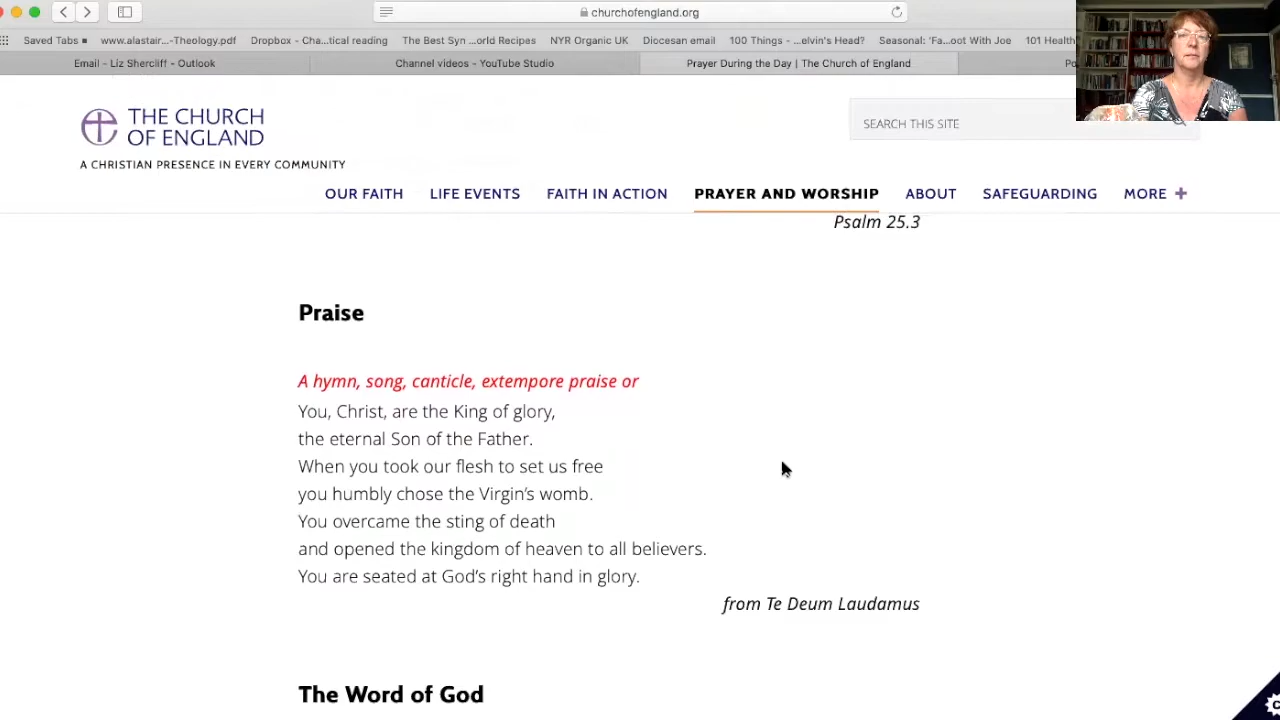 churchofengland.org
Saved Tabs
www.alastair...-Theology.pdf
Dropbox - Cha...tical reading
The Best Syn ...old Recipes
NYR Organic UK
Diocesan email
100 Things - ...elvin's Head?
Seasonal: 'Fa...oot With Joe
101 Health
Email - Liz Shercliff - Outlook
Channel videos - YouTube Studio
Prayer During the Day | The Church of England
THE CHURCH
OF ENGLAND
A CHRISTIAN PRESENCE IN EVERY COMMUNITY
SEARCH THIS SITE
OUR FAITH
LIFE EVENTS
FAITH IN ACTION
PRAYER AND WORSHIP
ABOUT
SAFEGUARDING
MORE +
Psalm 25.3
Praise
A hymn, song, canticle, extempore praise or
You, Christ, are the King of glory,
the eternal Son of the Father.
When you took our flesh to set us free
you humbly chose the Virgin’s womb.
You overcame the sting of death
and opened the kingdom of heaven to all believers.
You are seated at God’s right hand in glory.
from Te Deum Laudamus
The Word of God